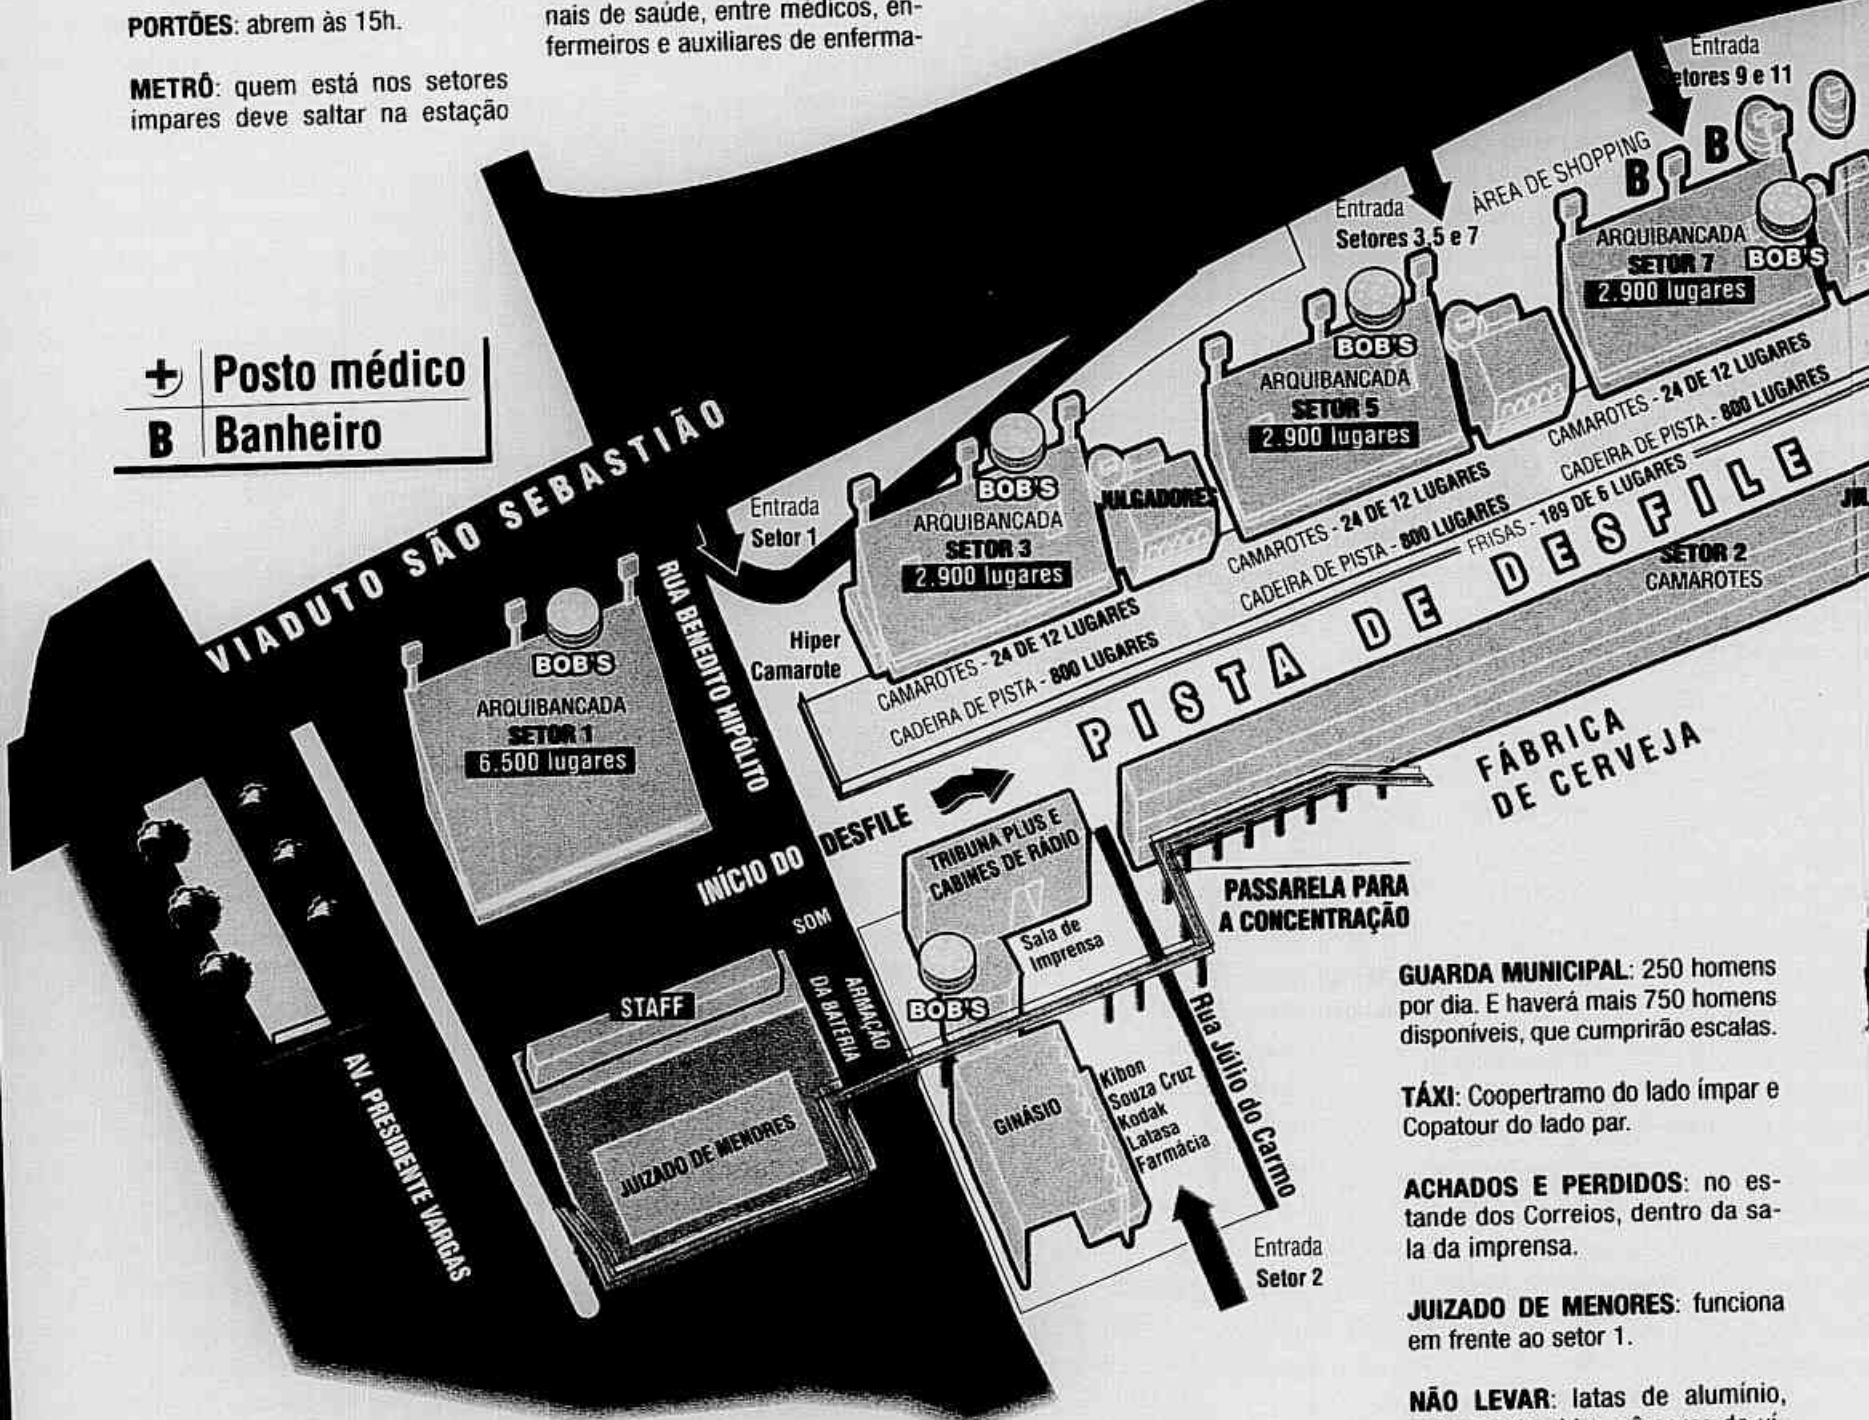 PORTÕES: abrem às 15h.
METRÔ: quem está nos setores
ímpares deve saltar na estação
nais de saúde, entre médicos, en-
fermeiros e auxiliares de enferma-
Posto médico
B Banheiro
VIADUTO SÃO SEBASTIÃO
Entrada
Setores 9 e 11
ÁREA DE SHOPPING
B
B
Entrada
Setores 3,5 e 7
ARQUIBANCADA
SETOR 7
2.900 lugares
BOB'S
BOB'S
ARQUIBANCADA
SETOR 5
2.900 lugares
JULGADORES
BOB'S
ARQUIBANCADA
SETOR 3
2.900 lugares
Entrada
Setor 1
RUA BENEDITO HIPÓLITO
Hiper
Camarote
BOB'S
ARQUIBANCADA
SETOR 1
6.500 lugares
CAMAROTES - 24 DE 12 LUGARES
CADEIRA DE PISTA - 800 LUGARES
CAMAROTES - 24 DE 12 LUGARES
CADEIRA DE PISTA - 800 LUGARES
CAMAROTES - 24 DE 12 LUGARES
CADEIRA DE PISTA - 800 LUGARES
FRISAS - 189 DE 6 LUGARES
PISTA DE DESFILE
SETOR 2
CAMAROTES
FÁBRICA
DE CERVEJA
INÍCIO DO DESFILE
TRIBUNA PLUS E
CABINES DE RÁDIO
Sala de
Imprensa
BOB'S
PASSARELA PARA
A CONCENTRAÇÃO
SOM
ARMAÇÃO
DA BATERIA
STAFF
JUIZADO DE MENORES
AV. PRESIDENTE VARGAS
GINÁSIO
Kibon
Souza Cruz
Kodak
Latasa
Farmácia
Rua Júlio do Carmo
Entrada
Setor 2
GUARDA MUNICIPAL: 250 homens
por dia. E haverá mais 750 homens
disponíveis, que cumprirão escalas.
TÁXI: Coopertramo do lado ímpar e
Copatour do lado par.
ACHADOS E PERDIDOS: no es-
tande dos Correios, dentro da sa-
la da imprensa.
JUIZADO DE MENORES: funciona
em frente ao setor 1.
NÃO LEVAR: latas de alumínio,